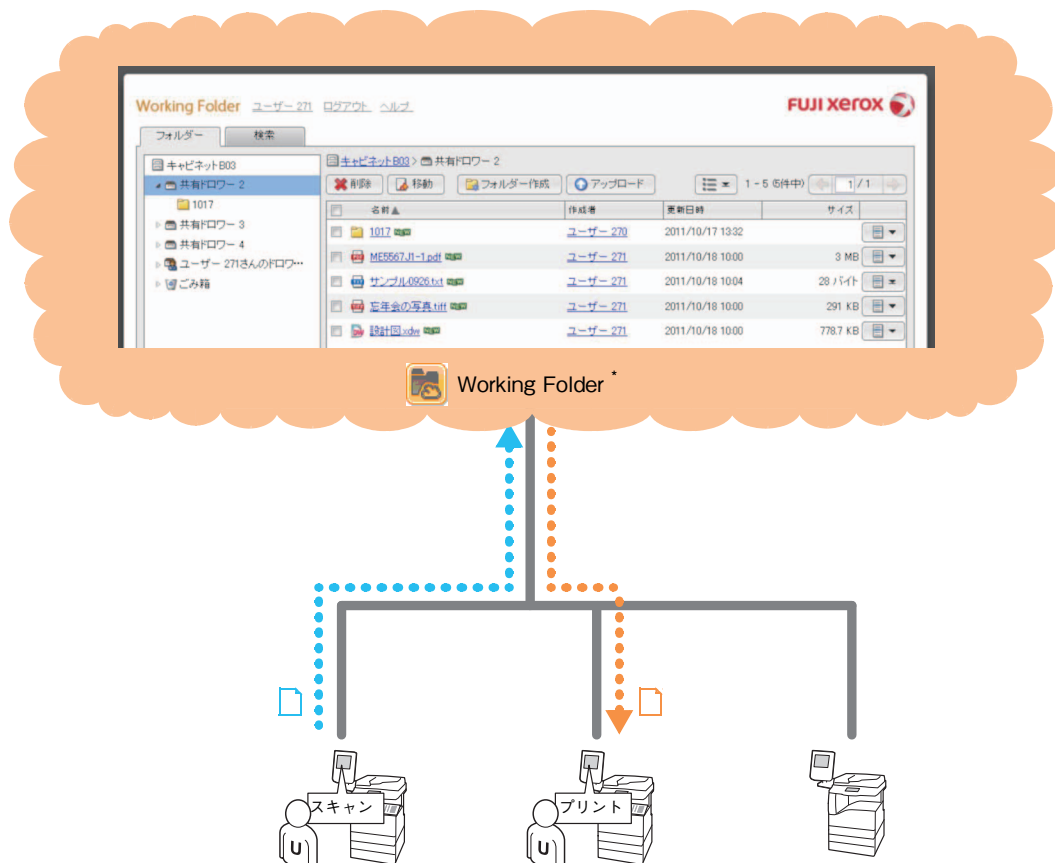 Working Folder ユーザー 271 ログアウト ヘルプ FUJI xerox
フォルダー 検索
キャビネットB03
キャビネットB03 > 共有ドロワー 2
共有ドロワー 2
1017
共有ドロワー 3
共有ドロワー 4
ユーザー 271さんのドロワ…
ごみ箱
削除 移動 フォルダー作成 アップロード 1 - 5 (5件中) 1 / 1
名前▲ 作成者 更新日時 サイズ
1017 ユーザー 270 2011/10/17 13:32
ME5567J1-1.pdf ユーザー 271 2011/10/18 10:00 3 MB
サンプル0926.txt ユーザー 271 2011/10/18 10:04 28 バイト
忘年会の写真.tiff ユーザー 271 2011/10/18 10:00 291 KB
設計図.xdw ユーザー 271 2011/10/18 10:00 778.7 KB
Working Folder *
スキャン
プリント
U
U